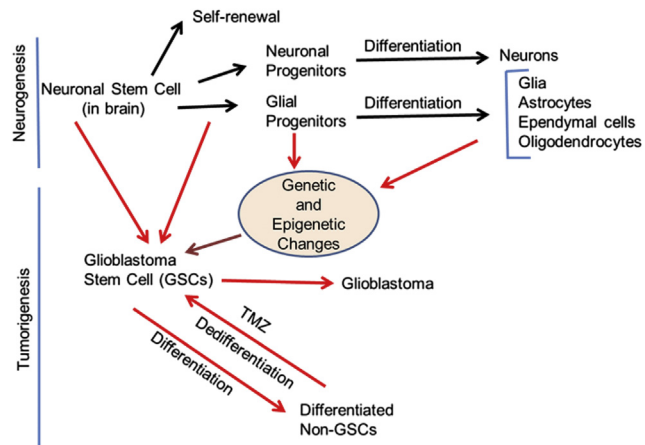 Self-renewal
Neurogenesis
Neuronal Stem Cell
(in brain)
Neuronal
Progenitors
Differentiation
Neurons
Glial
Progenitors
Differentiation
Glia
Astrocytes
Ependymal cells
Oligodendrocytes
Genetic
and
Epigenetic
Changes
Tumorigenesis
Glioblastoma
Stem Cell (GSCs)
Glioblastoma
TMZ
Dedifferentiation
Differentiation
Differentiated
Non-GSCs